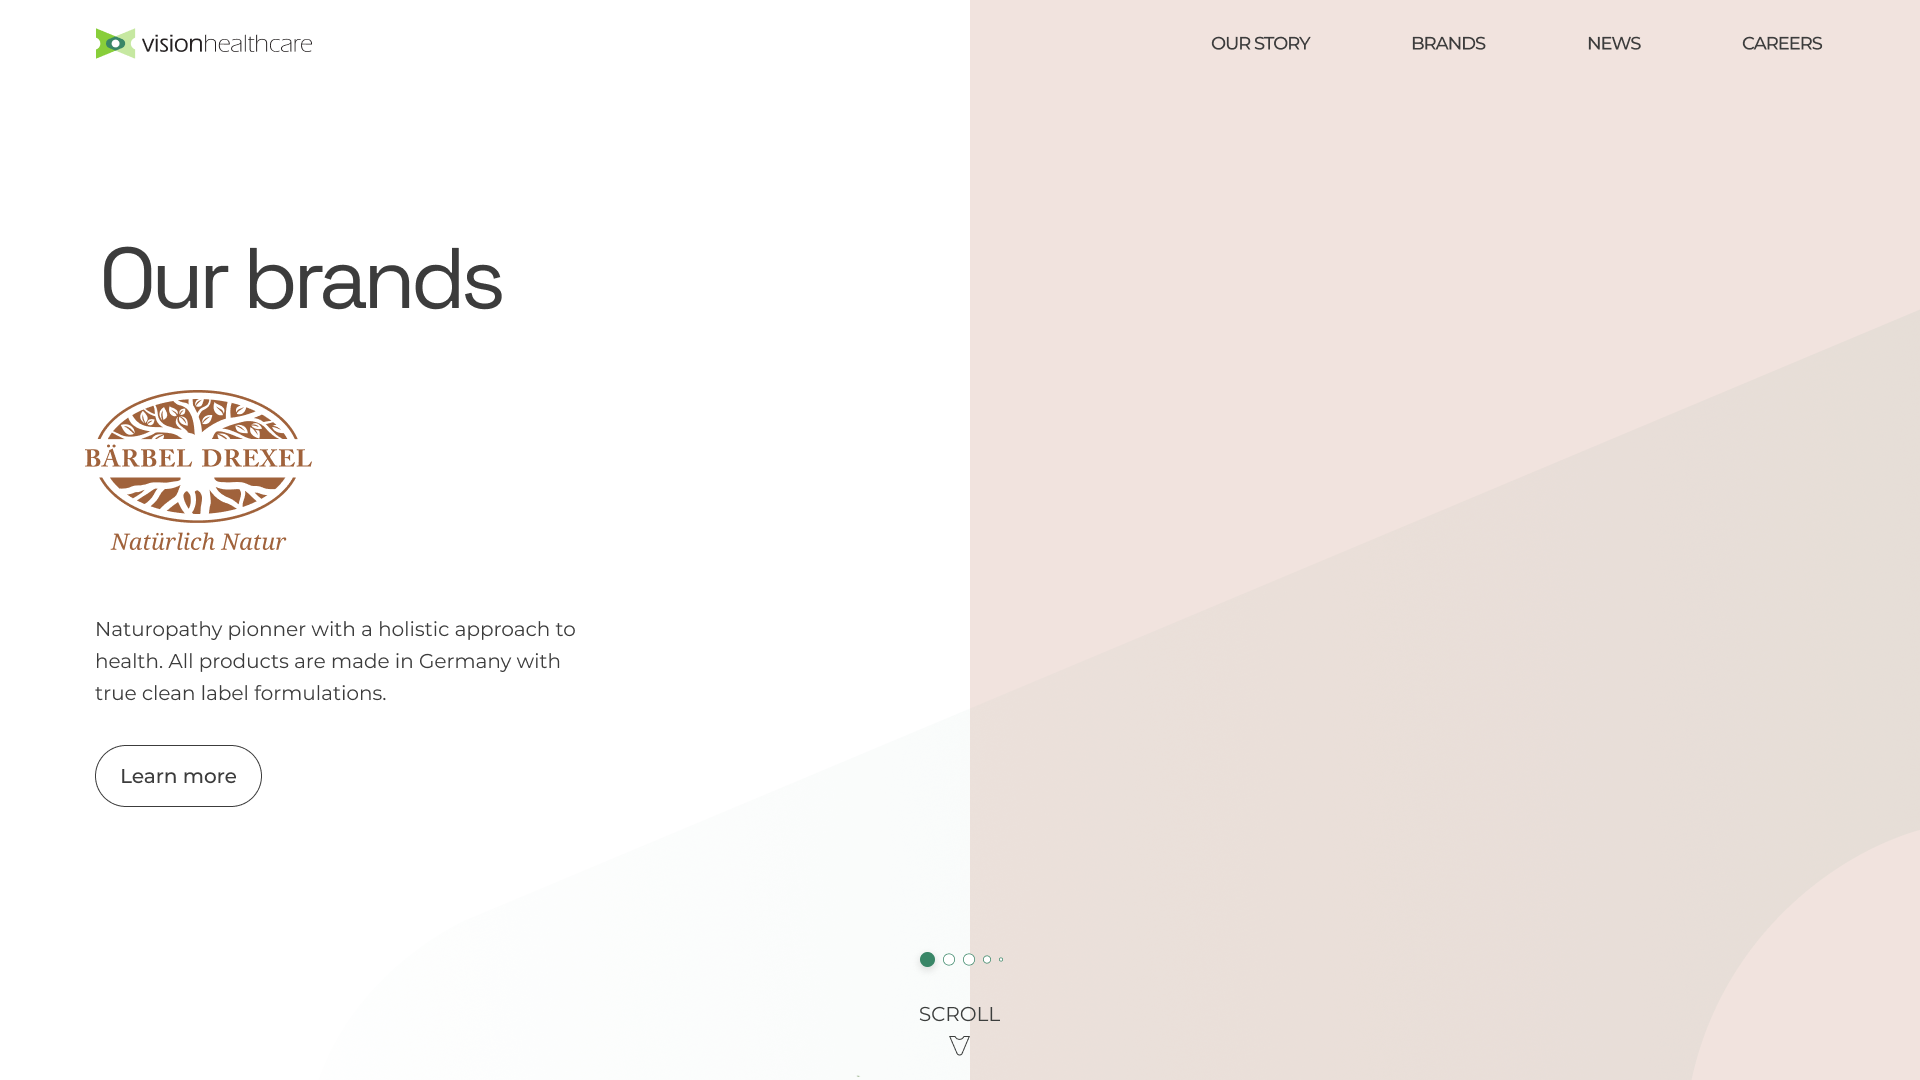 visionhealthcare
OUR STORY
BRANDS
NEWS
CAREERS
Our brands
BÄRBEL DREXEL
Natürlich Natur
Naturopathy pionner with a holistic approach to
health. All products are made in Germany with
true clean label formulations.
Learn more
SCROLL